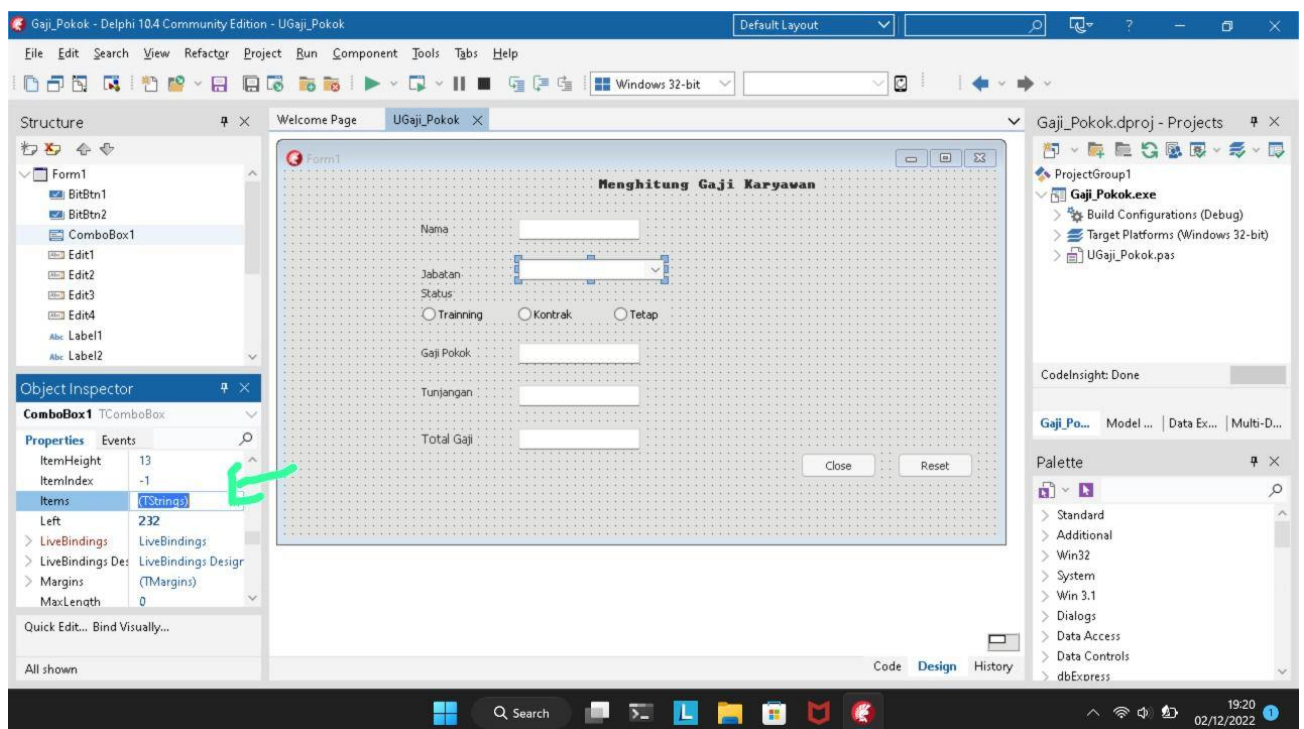 Gaji_Pokok - Delphi 10.4 Community Edition - UGaji_Pokok
Default Layout
?
File Edit Search View Refactor Project Run Component Tools Tabs Help
Windows 32-bit
Structure
Form1
BitBtn1
BitBtn2
ComboBox1
Edit1
Edit2
Edit3
Edit4
Abc Label1
Abc Label2
Object Inspector
ComboBox1 TComboBox
Properties Events
ItemHeight 13
ItemIndex -1
Items (TStrings)
Left 232
LiveBindings LiveBindings
LiveBindings De: LiveBindings Design
Margins (TMargins)
MaxLength 0
Quick Edit... Bind Visually...
All shown
Welcome Page UGaji_Pokok
Form1
Menghitung Gaji Karyawan
Nama
Jabatan
Status
Trainning Kontrak Tetap
Gaji Pokok
Tunjangan
Total Gaji
Close Reset
Code Design History
Gaji_Pokok.dproj - Projects
ProjectGroup1
Gaji_Pokok.exe
Build Configurations (Debug)
Target Platforms (Windows 32-bit)
UGaji_Pokok.pas
CodeInsight: Done
Gaji_Po... Model ... Data Ex... Multi-D...
Palette
Standard
Additional
Win32
System
Win 3.1
Dialogs
Data Access
Data Controls
dbExpress
Search
L
19:20
02/12/2022
1